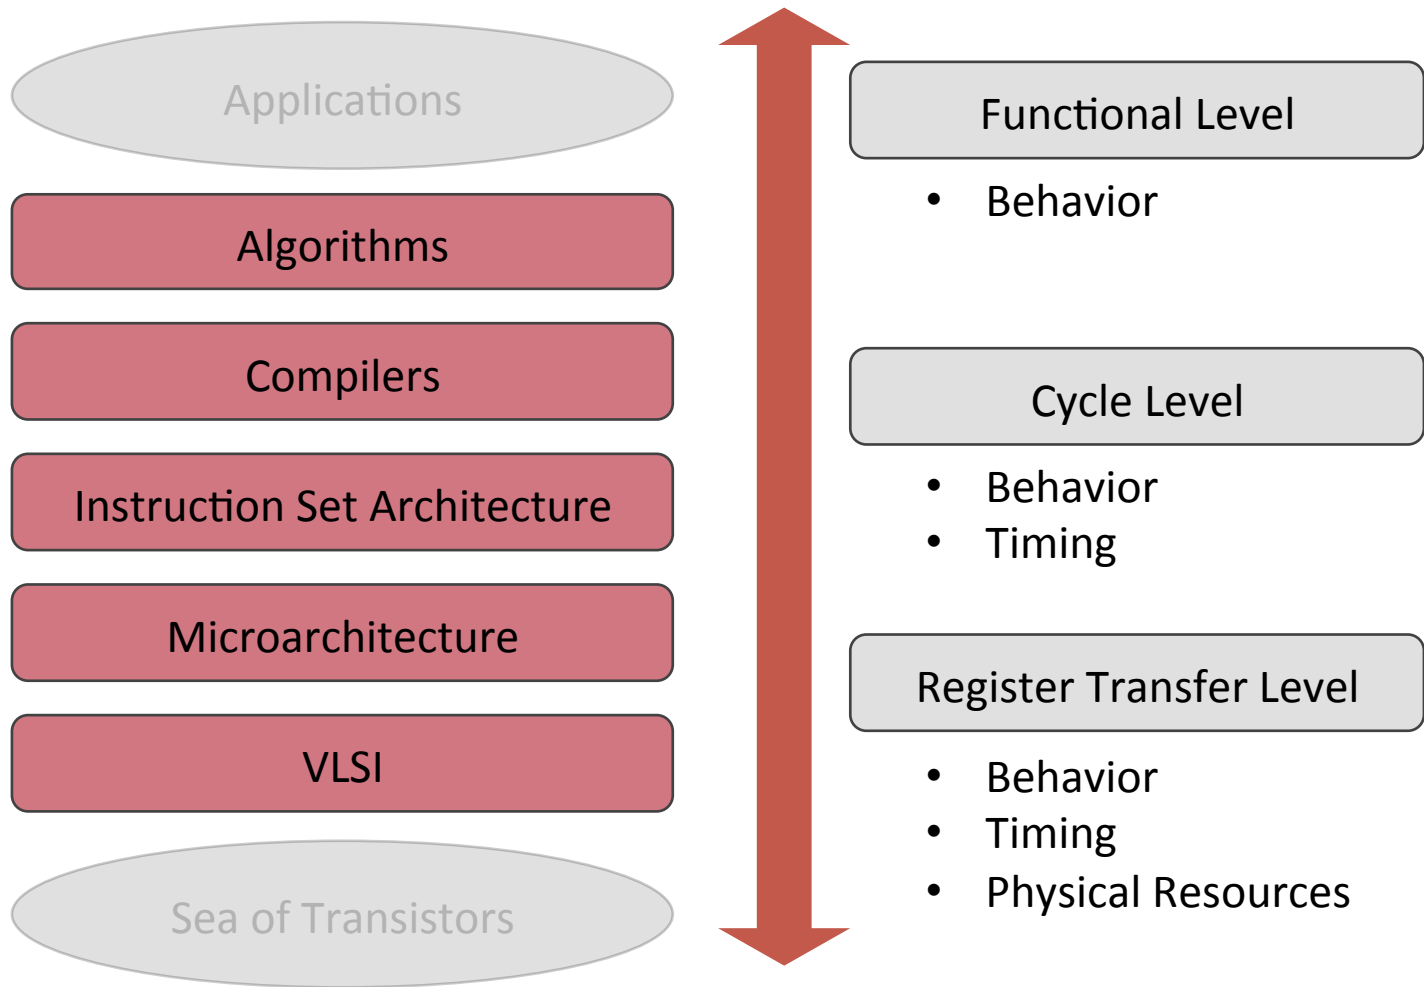 Applications
Algorithms
Compilers
Instruction Set Architecture
Microarchitecture
VLSI
Sea of Transistors
Functional Level
• Behavior
Cycle Level
• Behavior
• Timing
Register Transfer Level
• Behavior
• Timing
• Physical Resources